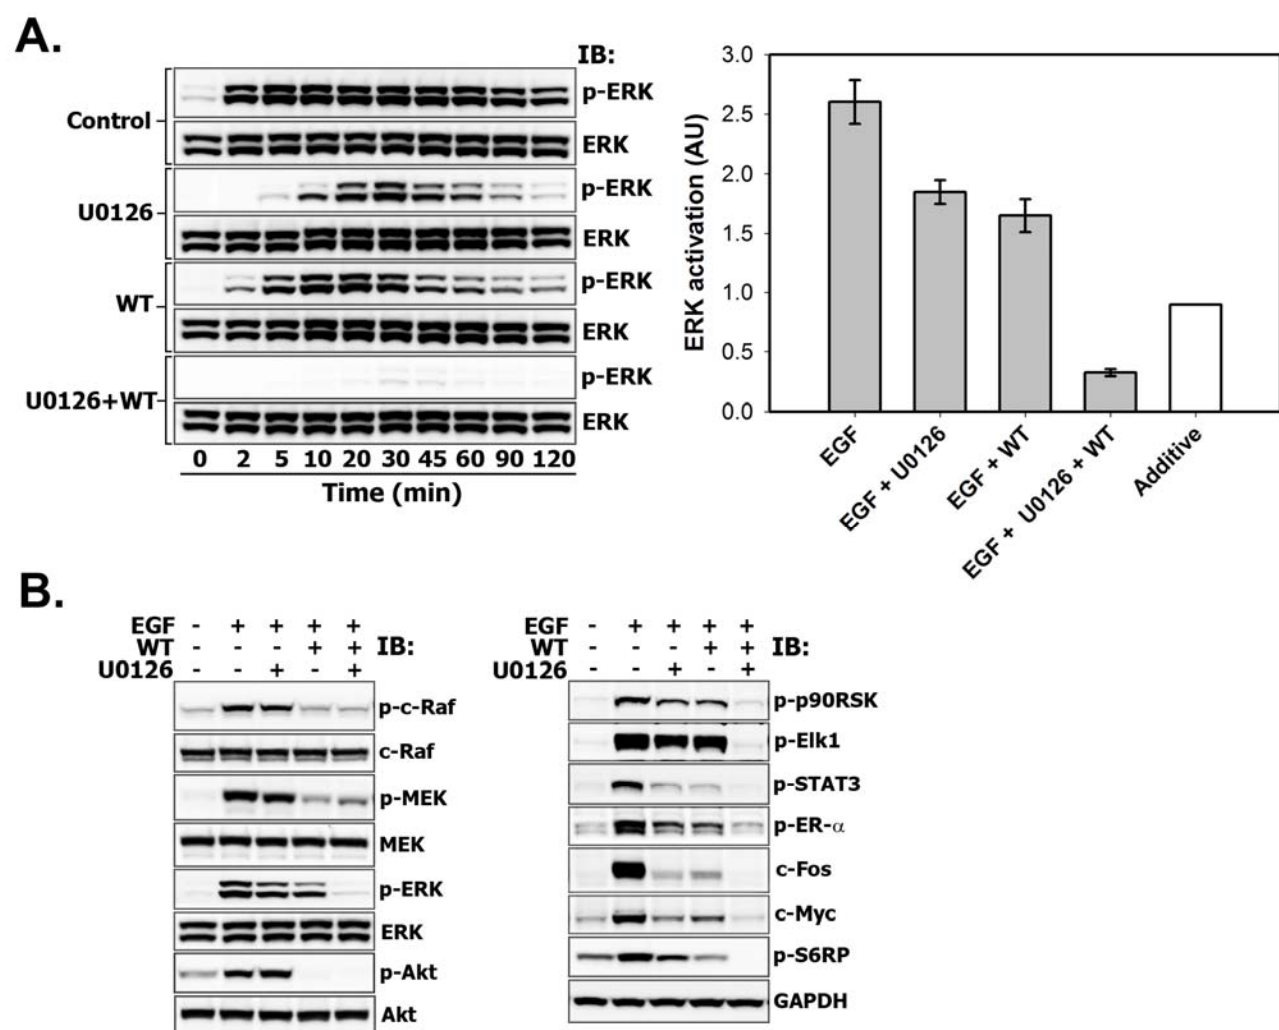 A.
IB:
Control
p-ERK
ERK
U0126
p-ERK
ERK
WT
p-ERK
ERK
U0126+WT
p-ERK
ERK
0 2 5 10 20 30 45 60 90 120
Time (min)
ERK activation (AU)
3.0
2.5
2.0
1.5
1.0
0.5
0.0
EGF
EGF + U0126
EGF + WT
EGF + U0126 + WT
Additive
B.
EGF - + + + +
WT - - - + + IB:
U0126 - - + - +
p-c-Raf
c-Raf
p-MEK
MEK
p-ERK
ERK
p-Akt
Akt
EGF - + + + +
WT - - - + + IB:
U0126 - - + - +
p-p90RSK
p-Elk1
p-STAT3
p-ER-α
c-Fos
c-Myc
p-S6RP
GAPDH